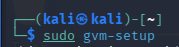 ┌──(kali㉿kali)-[~]
└─$ sudo gvm-setup